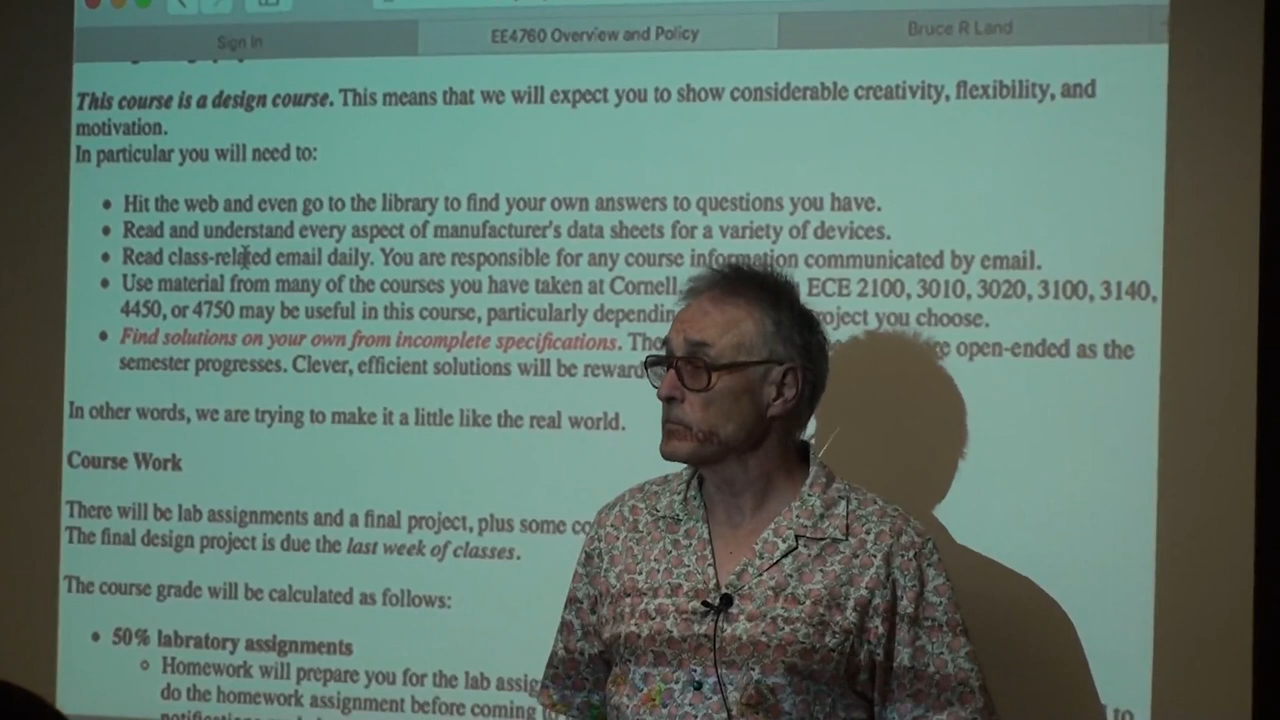 Sign In
EE4760 Overview and Policy
Bruce R Land
This course is a design course. This means that we will expect you to show considerable creativity, flexibility, and
motivation.
In particular you will need to:
• Hit the web and even go to the library to find your own answers to questions you have.
• Read and understand every aspect of manufacturer's data sheets for a variety of devices.
• Read class-related email daily. You are responsible for any course information communicated by email.
• Use material from many of the courses you have taken at Cornell. ECE 2100, 3010, 3020, 3100, 3140,
4450, or 4750 may be useful in this course, particularly you choose.
• Find solutions on your own from incomplete specifications. open-ended as the
semester progresses. Clever, efficient solutions will be
In other words, we are trying to make it a little like the real world.
Course Work
There will be lab assignments and a final project, plus some
The final design project is due the last week of classes.
The course grade will be calculated as follows:
• 50% labratory assignments
○ Homework will prepare you for the lab
do the homework assignment before coming to